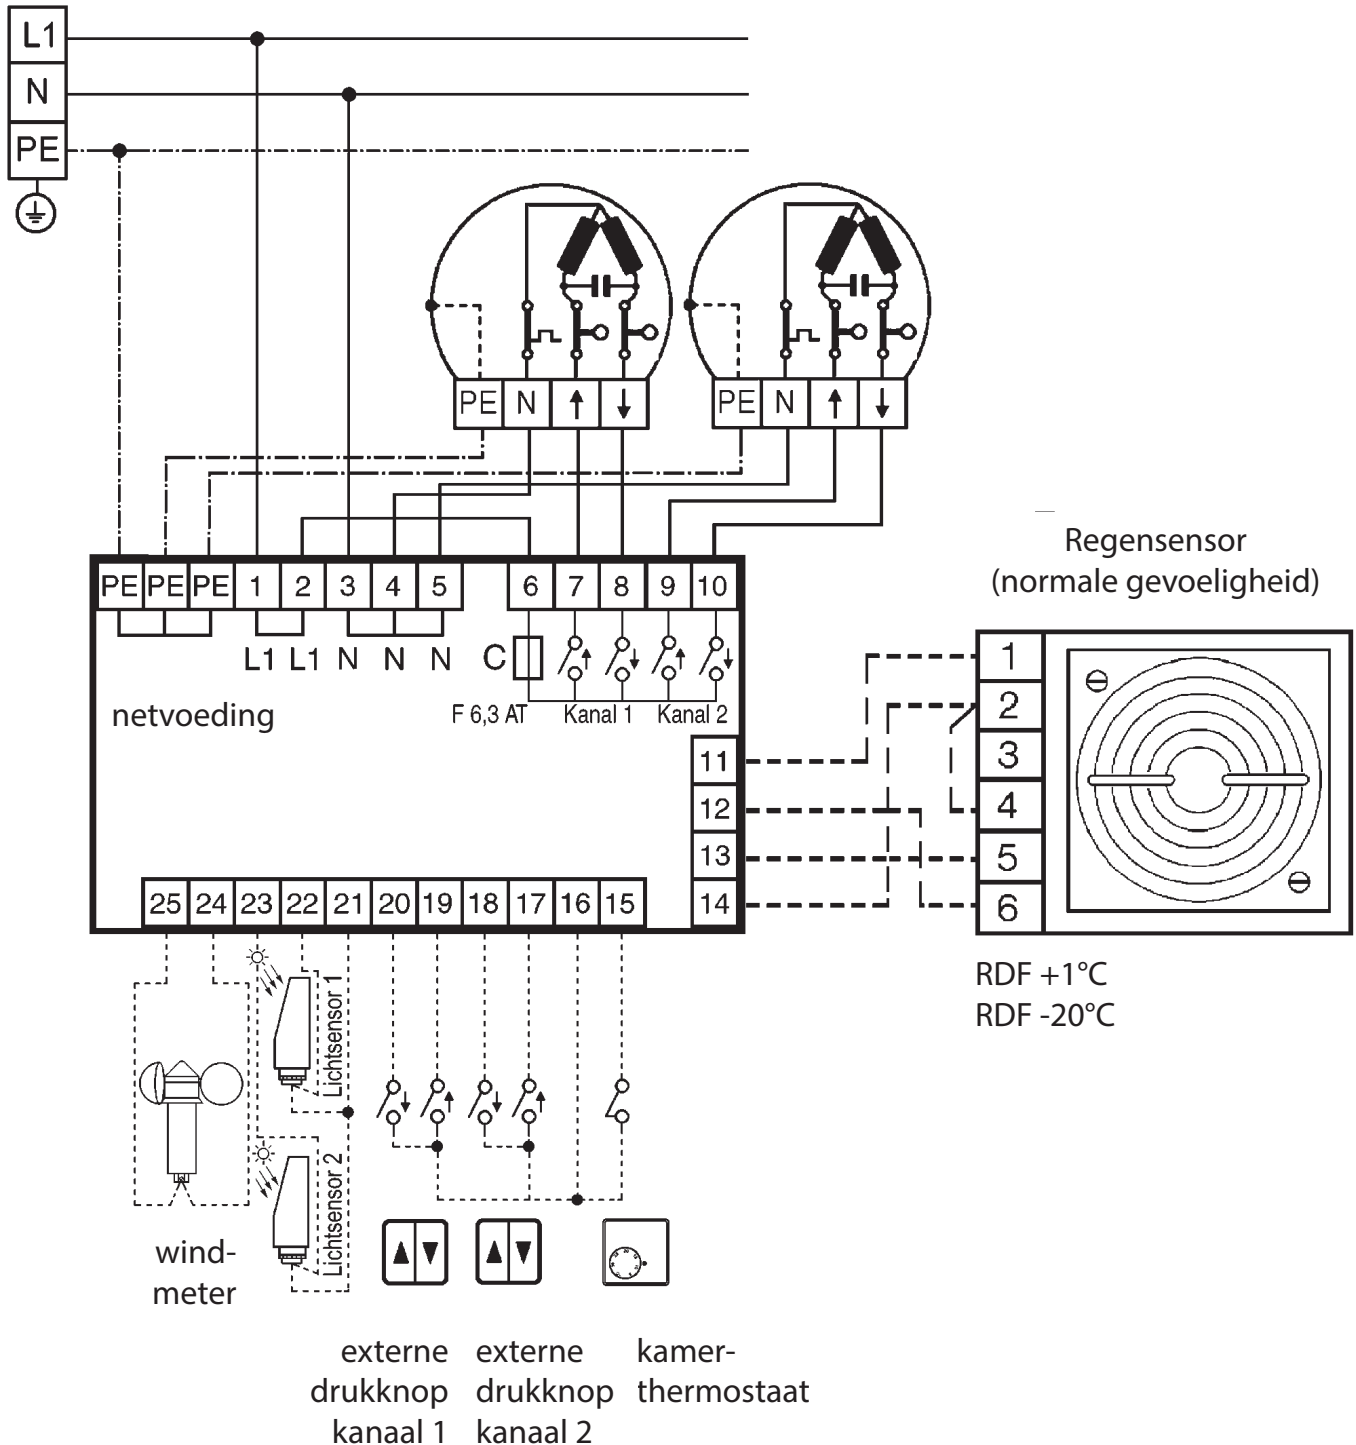 L1
N
PE
PE N ↑ ↓
PE N ↑ ↓
PE PE PE 1 2 3 4 5 6 7 8 9 10
L1 L1 N N N C
F 6,3 AT Kanal 1 Kanal 2
netvoeding
11
12
13
14
25 24 23 22 21 20 19 18 17 16 15
Regensensor
(normale gevoeligheid)
1
2
3
4
5
6
RDF +1°C
RDF -20°C
Lichtsensor 1
Lichtsensor 2
wind-
meter
externe
drukknop
kanaal 1
externe
drukknop
kanaal 2
kamer-
thermostaat